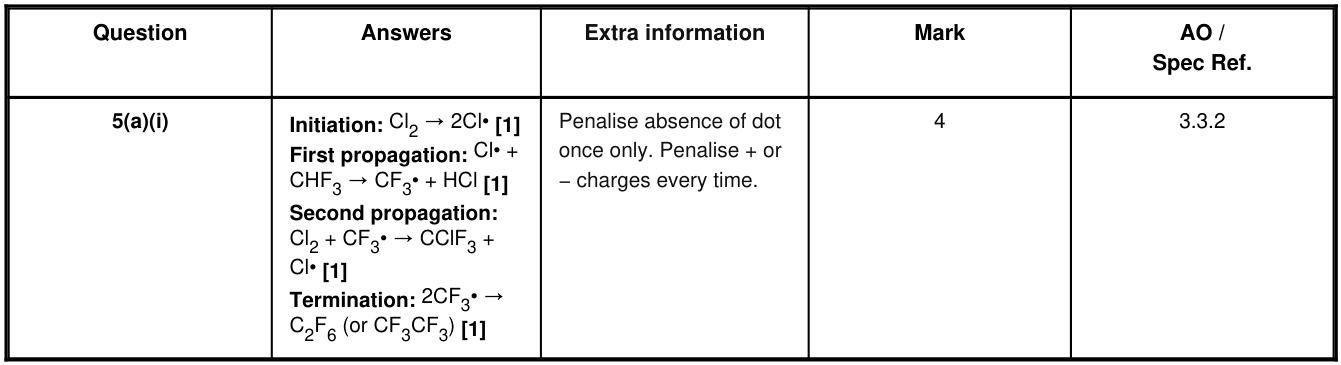 Question Answers Extra information Mark AO /
Spec Ref.
5(a)(i)
Initiation: Cl2 → 2Cl• [1]
First propagation: Cl• +
CHF3 → CF3• + HCl [1]
Second propagation:
Cl2 + CF3• → CClF3 +
Cl• [1]
Termination: 2CF3• →
C2F6 (or CF3CF3) [1]
Penalise absence of dot
once only. Penalise + or
– charges every time.
4
3.3.2